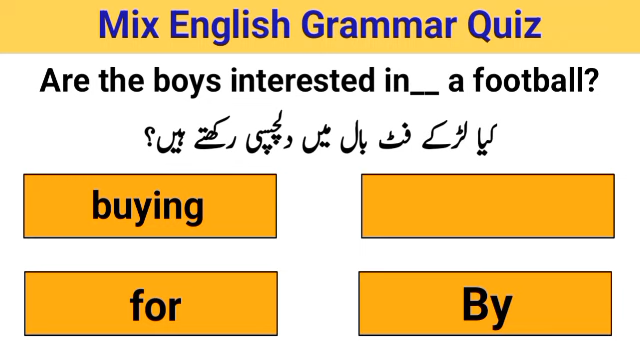 Mix English Grammar Quiz
Are the boys interested in__ a football?
کیا لڑکے فٹ بال میں دلچسپی رکھتے ہیں؟
buying
for
By